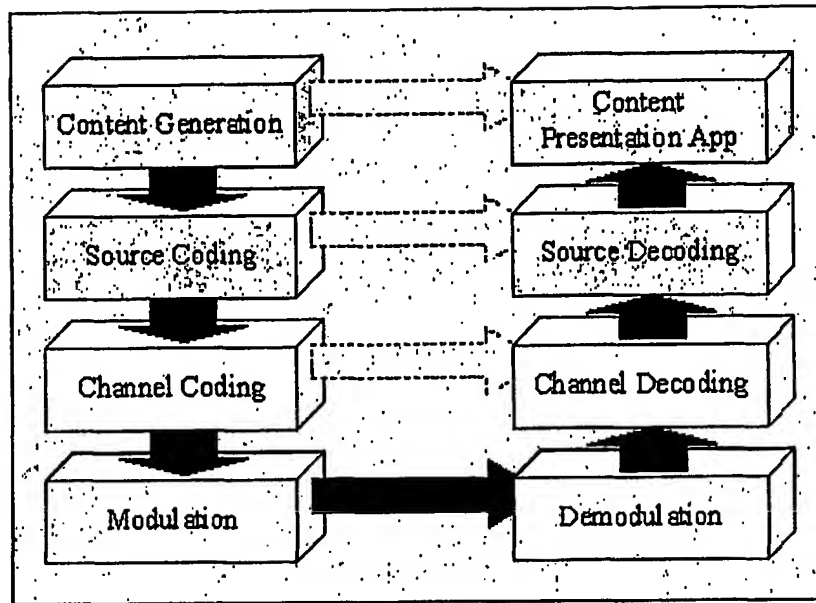 Content Generation
Content
Presentation App
Source Coding
Source Decoding
Channel Coding
Channel Decoding
Modulation
Demodulation